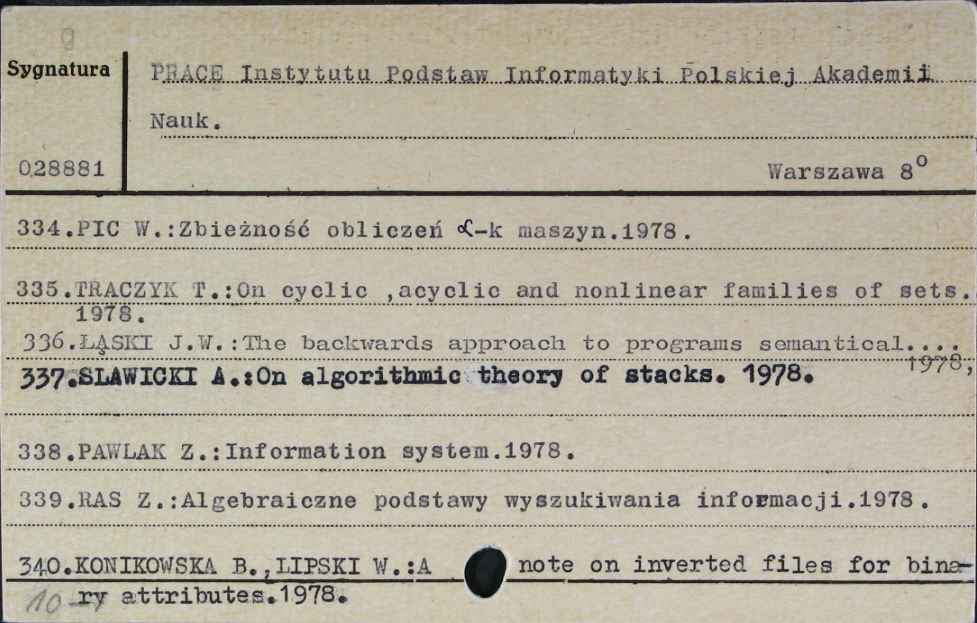 9
Sygnatura
PRACE Instytutu Podstaw Informatyki Polskiej Akademii
Nauk.
028881
Warszawa 8°
334.PIC W.:Zbieżność obliczeń α-k maszyn.1978.
335.TRACZYK T.:On cyclic ,acyclic and nonlinear families of sets.
1978.
336.ŁĄSKI J.W.:The backwards approach to programs semantical....
1978,
337.SLAWICKI A.:On algorithmic theory of stacks. 1978.
338.PAWLAK Z.:Information system.1978.
339.RAS Z.:Algebraiczne podstawy wyszukiwania informacji.1978.
340.KONIKOWSKA B.,LIPSKI W.:A note on inverted files for bina-
ry attributes.1978.